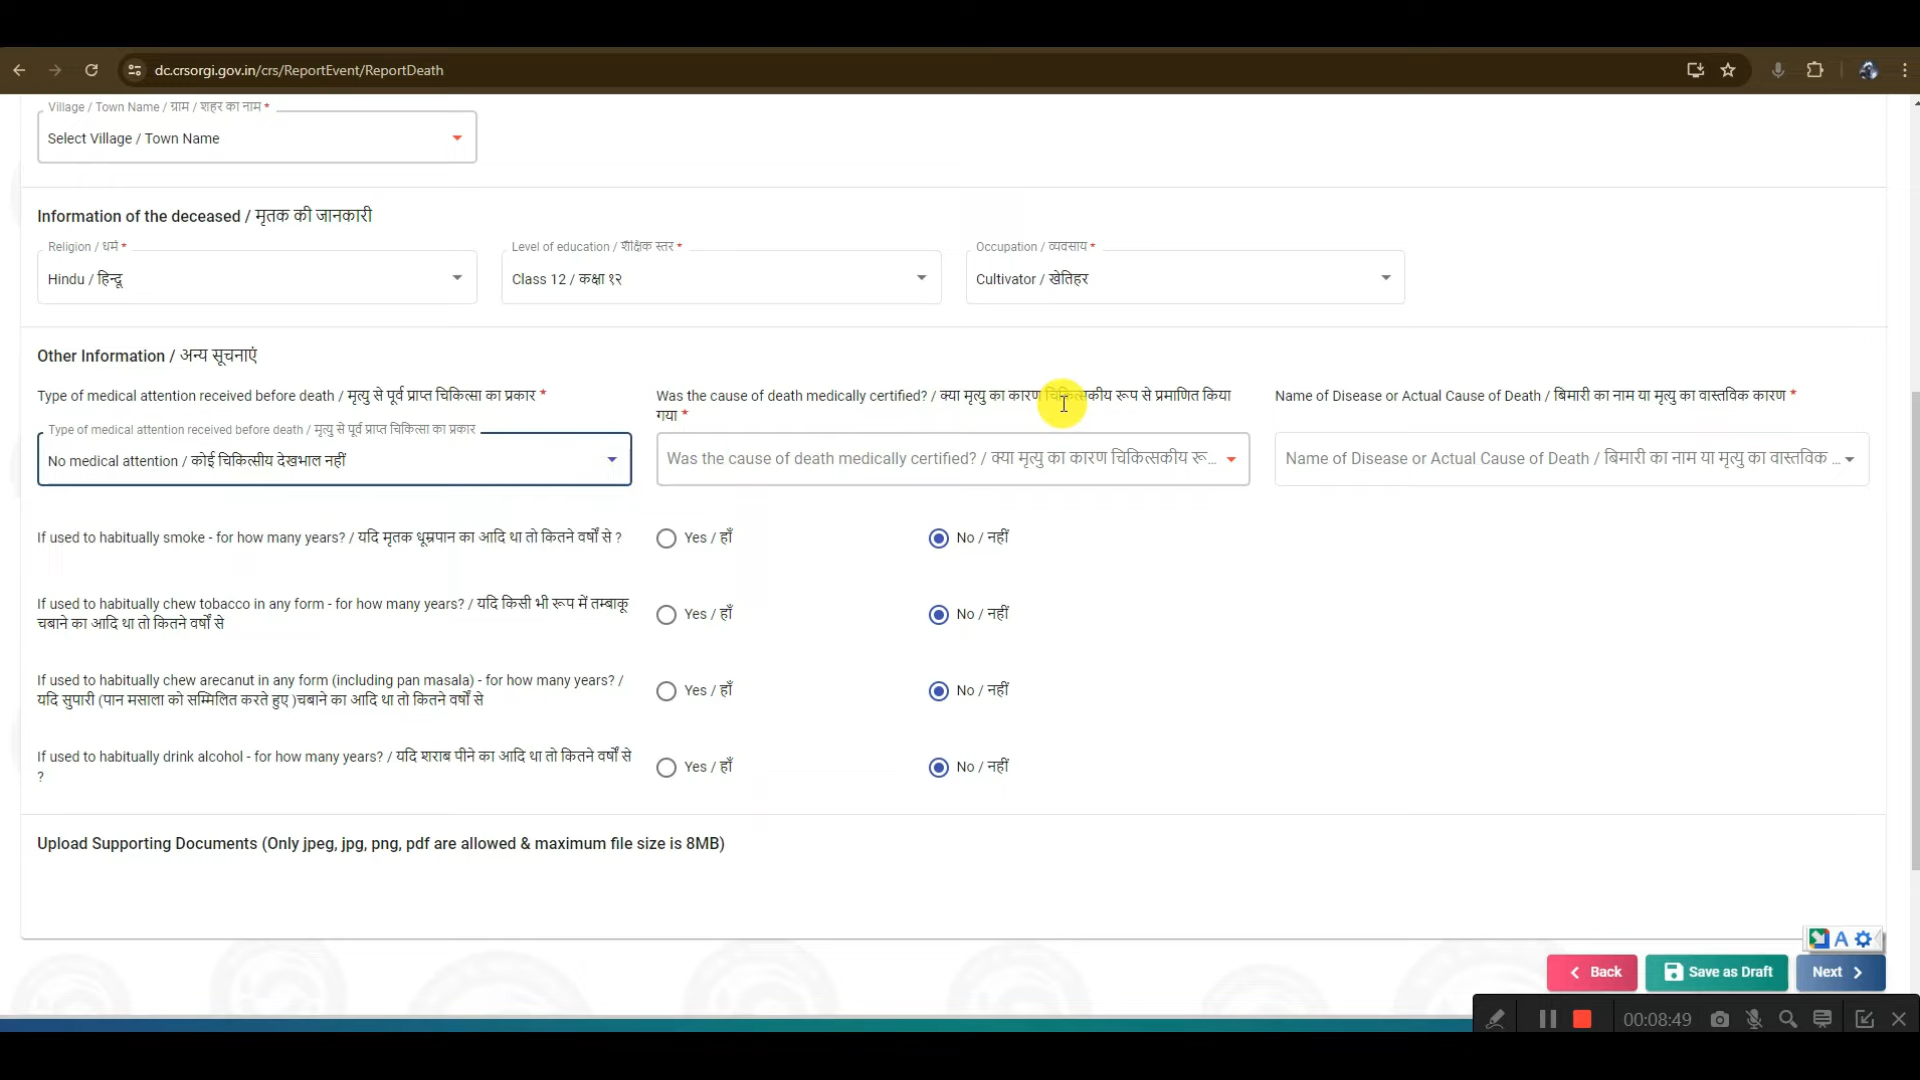 dc.crsorgi.gov.in/crs/ReportEvent/ReportDeath
Village / Town Name / ग्राम / शहर का नाम *
Select Village / Town Name
Information of the deceased / मृतक की जानकारी
Religion / धर्म *
Level of education / शैक्षिक स्तर *
Occupation / व्यवसाय *
Hindu / हिन्दू
Class 12 / कक्षा १२
Cultivator / खेतिहर
Other Information / अन्य सूचनाएं
Type of medical attention received before death / मृत्यु से पूर्व प्राप्त चिकित्सा का प्रकार *
Was the cause of death medically certified? / क्या मृत्यु का कारण चिकित्सकीय रूप से प्रमाणित किया
गया *
Name of Disease or Actual Cause of Death / बिमारी का नाम या मृत्यु का वास्तविक कारण *
Type of medical attention received before death / मृत्यु से पूर्व प्राप्त चिकित्सा का प्रकार
No medical attention / कोई चिकित्सीय देखभाल नहीं
Was the cause of death medically certified? / क्या मृत्यु का कारण चिकित्सकीय रू...
Name of Disease or Actual Cause of Death / बिमारी का नाम या मृत्यु का वास्तविक ...
If used to habitually smoke - for how many years? / यदि मृतक धूम्रपान का आदि था तो कितने वर्षों से ?
Yes / हाँ
No / नहीं
If used to habitually chew tobacco in any form - for how many years? / यदि किसी भी रूप में तम्बाकू
चबाने का आदि था तो कितने वर्षों से
Yes / हाँ
No / नहीं
If used to habitually chew arecanut in any form (including pan masala) - for how many years? /
यदि सुपारी (पान मसाला को सम्मिलित करते हुए )चबाने का आदि था तो कितने वर्षों से
Yes / हाँ
No / नहीं
If used to habitually drink alcohol - for how many years? / यदि शराब पीने का आदि था तो कितने वर्षों से
?
Yes / हाँ
No / नहीं
Upload Supporting Documents (Only jpeg, jpg, png, pdf are allowed & maximum file size is 8MB)
A
Back
Save as Draft
Next
00:08:49